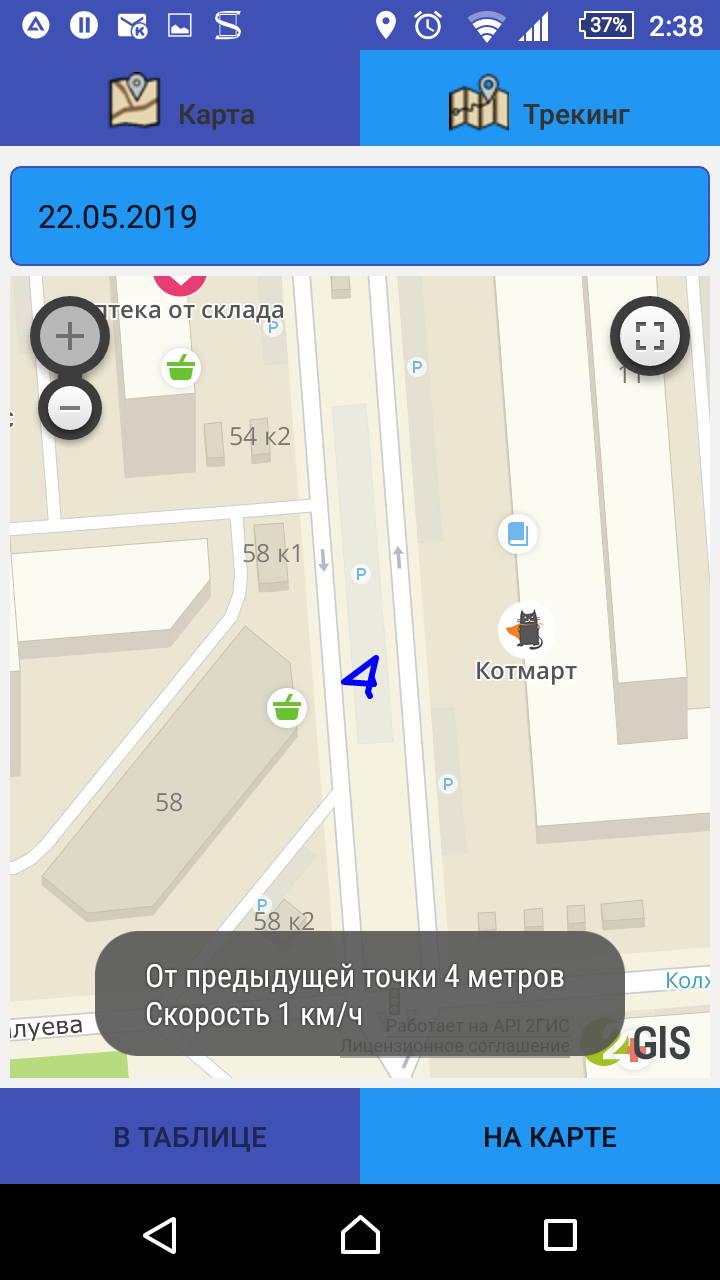 37%
2:38
Карта
Трекинг
22.05.2019
птека от склада
P
P
11
54 к2
58 к1
P
Котмарт
P
58
P
58 к2
От предыдущей точки 4 метров
Скорость 1 км/ч
Колх
луева
Работает на API 2ГИС
Лицензионное соглашение
2GIS
В ТАБЛИЦЕ
НА КАРТЕ